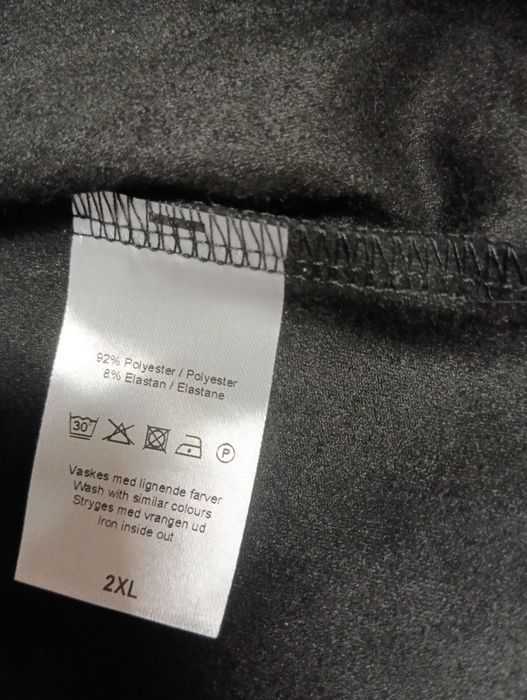 92% Polyester / Polyester
8% Elastan / Elastane
30°
P
Vaskes med lignende farver
Wash with similar colours
Stryges med vrangen ud
Iron inside out
2XL